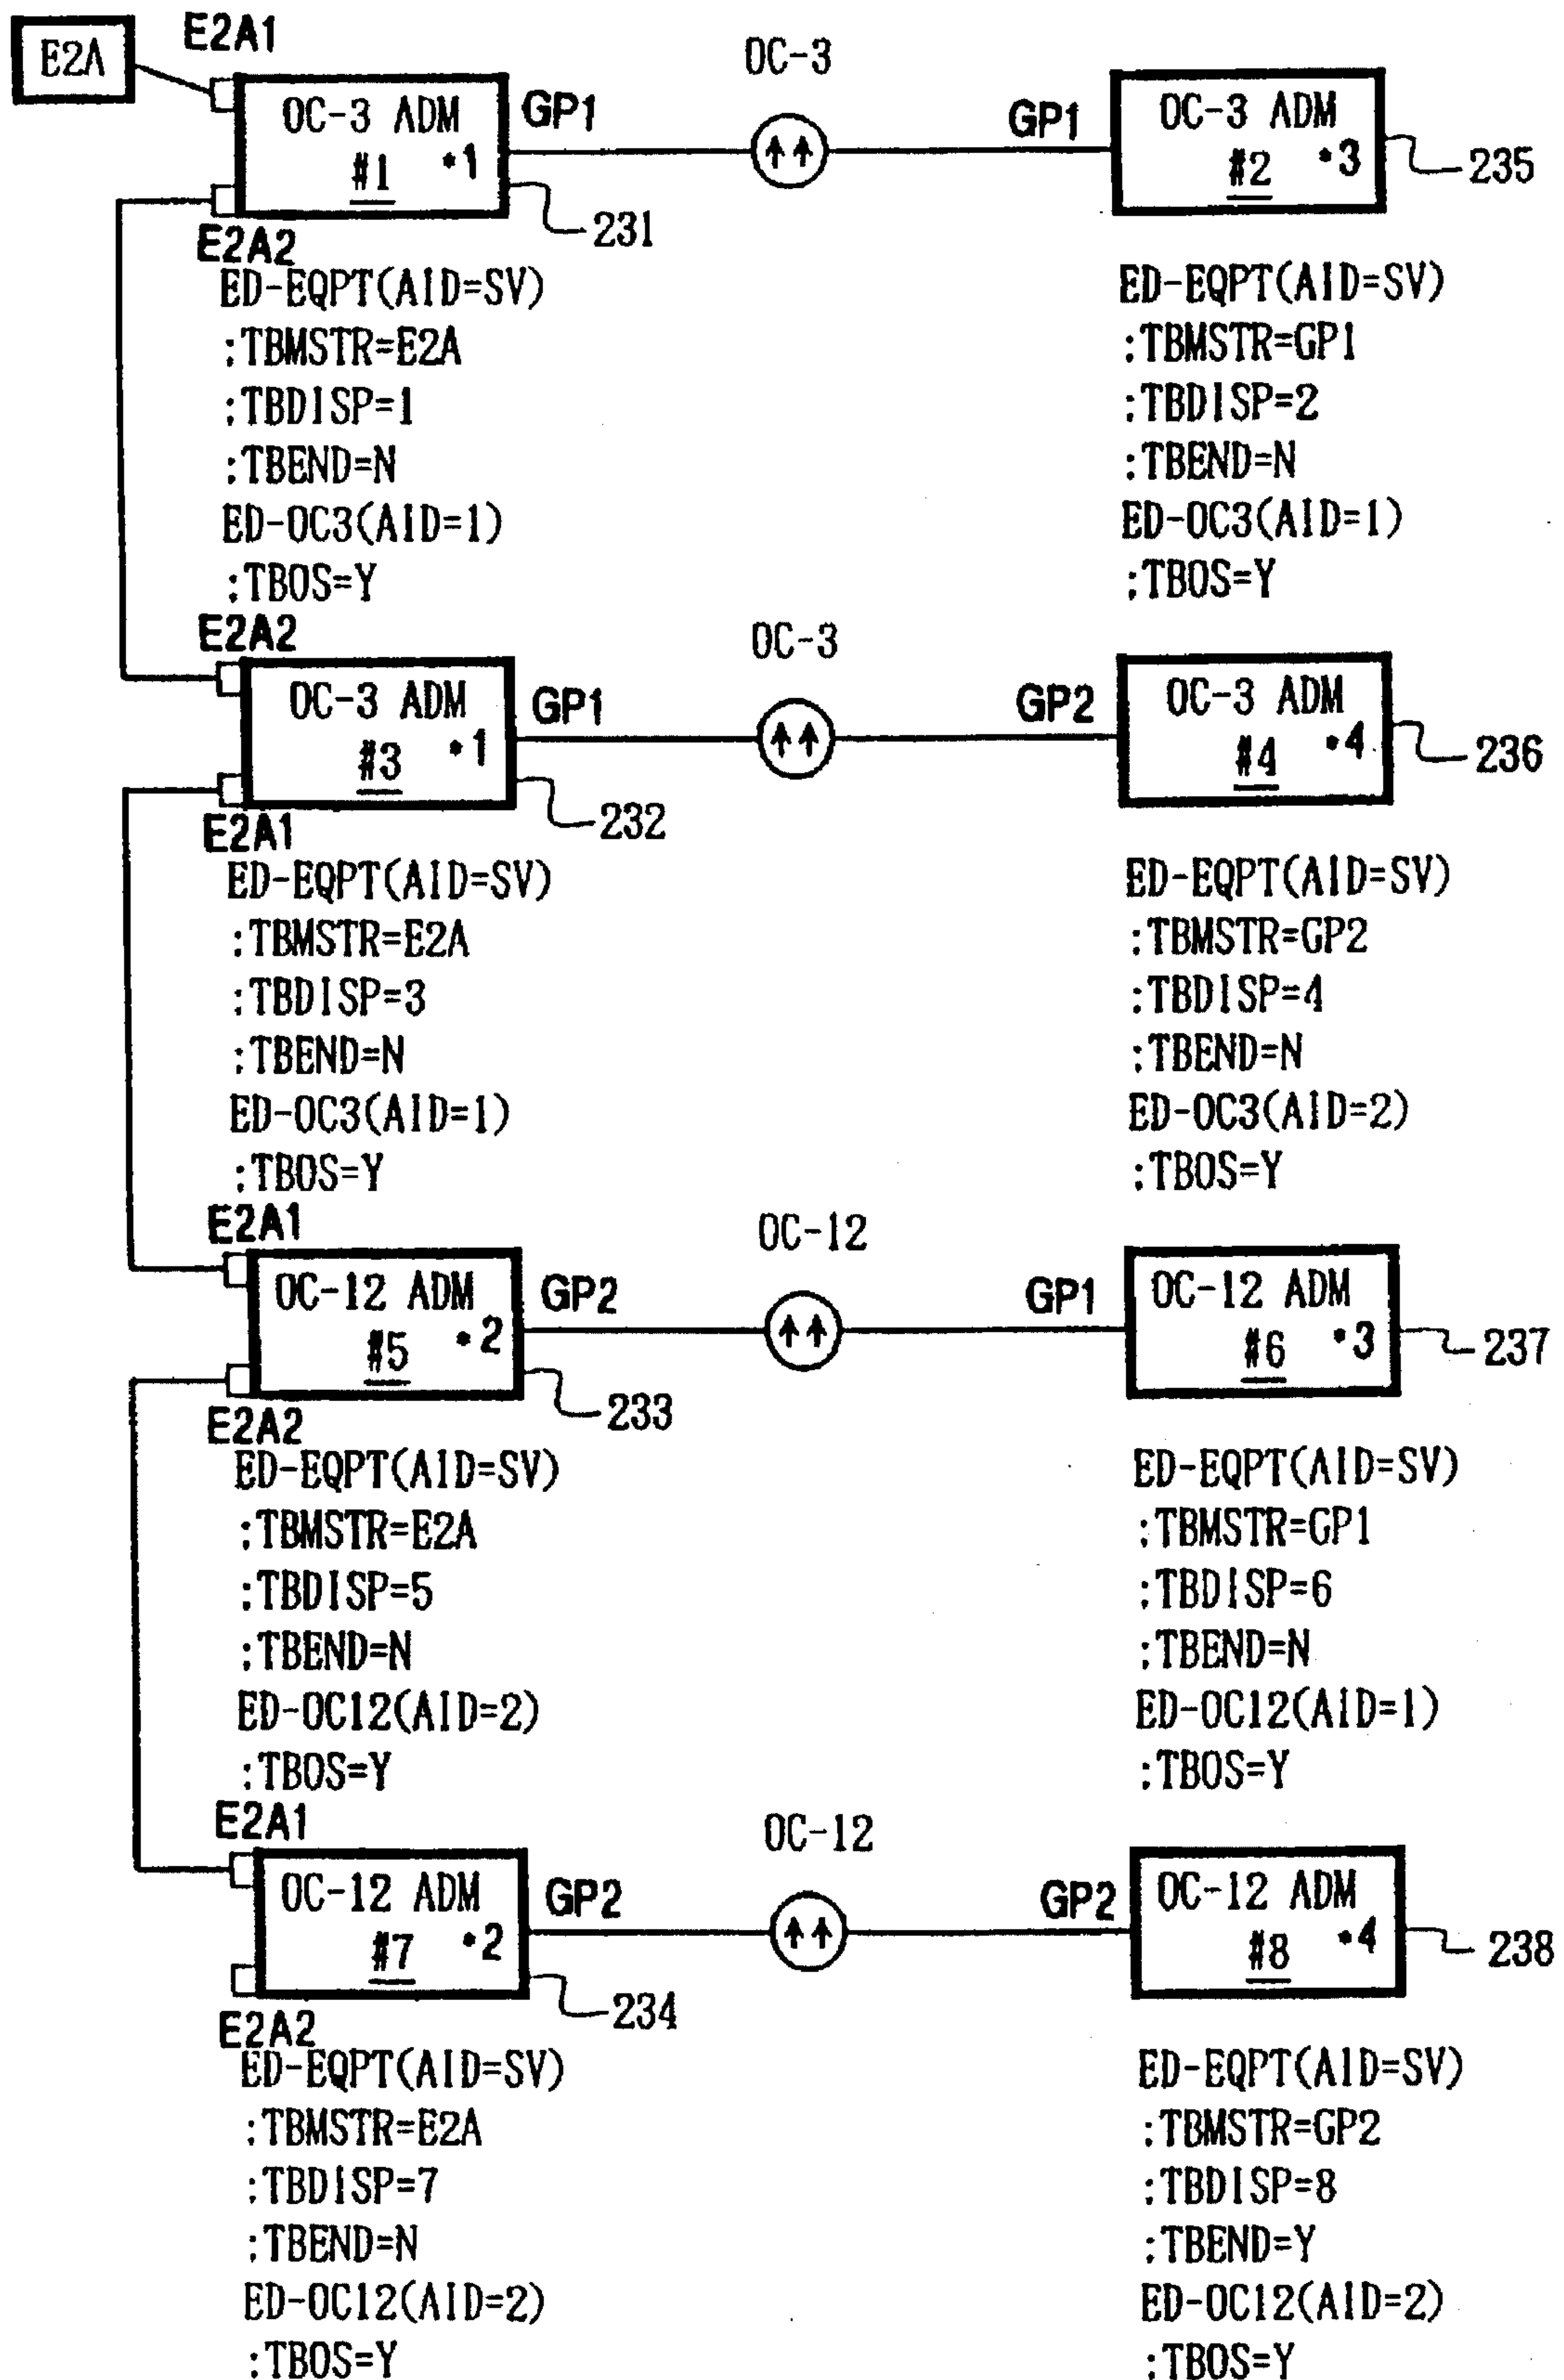 E2A
E2A1
OC-3 ADM
#1 *1
GP1
OC-3
GP1
OC-3 ADM
#2 *3
235
231
E2A2
ED-EQPT(AID=SV)
:TBMSTR=E2A
:TBDISP=1
:TBEND=N
ED-OC3(AID=1)
:TBOS=Y
ED-EQPT(AID=SV)
:TBMSTR=GP1
:TBDISP=2
:TBEND=N
ED-OC3(AID=1)
:TBOS=Y
E2A2
OC-3 ADM
#3 *1
GP1
OC-3
GP2
OC-3 ADM
#4 *4
236
232
E2A1
ED-EQPT(AID=SV)
:TBMSTR=E2A
:TBDISP=3
:TBEND=N
ED-OC3(AID=1)
:TBOS=Y
ED-EQPT(AID=SV)
:TBMSTR=GP2
:TBDISP=4
:TBEND=N
ED-OC3(AID=2)
:TBOS=Y
E2A1
OC-12 ADM
#5 *2
GP2
OC-12
GP1
OC-12 ADM
#6 *3
237
233
E2A2
ED-EQPT(AID=SV)
:TBMSTR=E2A
:TBDISP=5
:TBEND=N
ED-OC12(AID=2)
:TBOS=Y
ED-EQPT(AID=SV)
:TBMSTR=GP1
:TBDISP=6
:TBEND=N
ED-OC12(AID=1)
:TBOS=Y
E2A1
OC-12 ADM
#7 *2
GP2
OC-12
GP2
OC-12 ADM
#8 *4
238
234
E2A2
ED-EQPT(AID=SV)
:TBMSTR=E2A
:TBDISP=7
:TBEND=N
ED-OC12(AID=2)
:TBOS=Y
ED-EQPT(AID=SV)
:TBMSTR=GP2
:TBDISP=8
:TBEND=Y
ED-OC12(AID=2)
:TBOS=Y